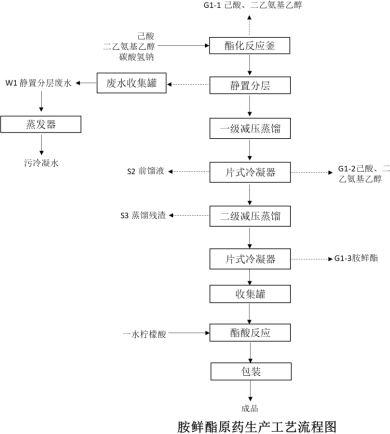 G1-1 己酸、二乙氨基乙醇
己酸
二乙氨基乙醇
碳酸氢钠
酯化反应釜
W1 静置分层废水
废水收集罐
静置分层
蒸发器
一级减压蒸馏
污冷凝水
S2 前馏液
片式冷凝器
G1-2己酸、二
乙氨基乙醇
S3 蒸馏残渣
二级减压蒸馏
片式冷凝器
G1-3胺鲜酯
收集罐
一水柠檬酸
酯酸反应
包装
成品
胺鲜酯原药生产工艺流程图